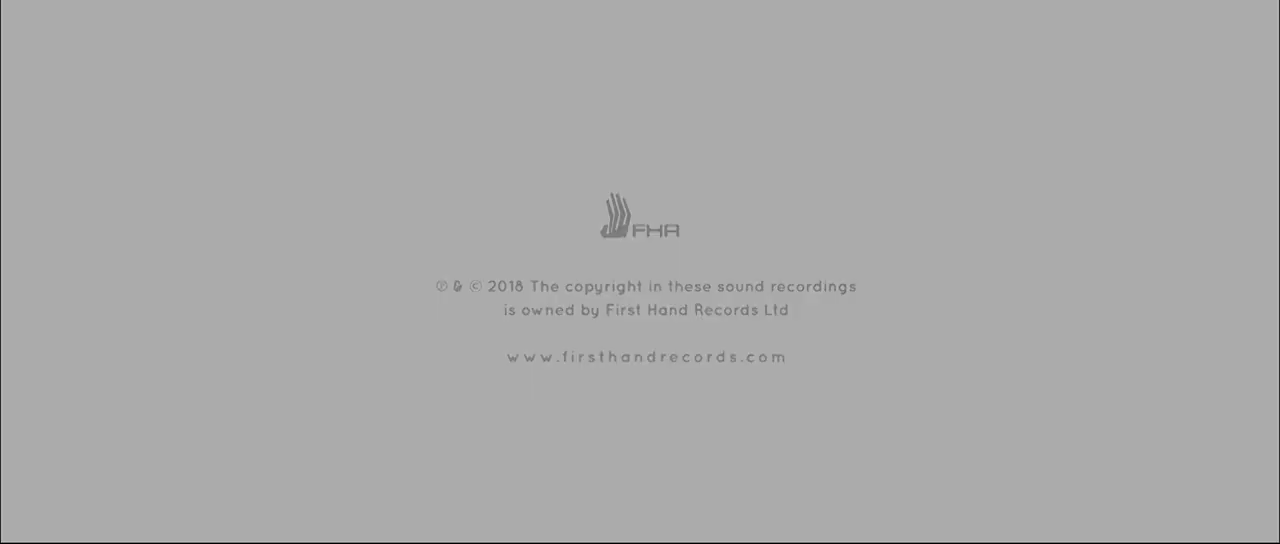 FHR
℗ & © 2018 The copyright in these sound recordings
is owned by First Hand Records Ltd
www.firsthandrecords.com